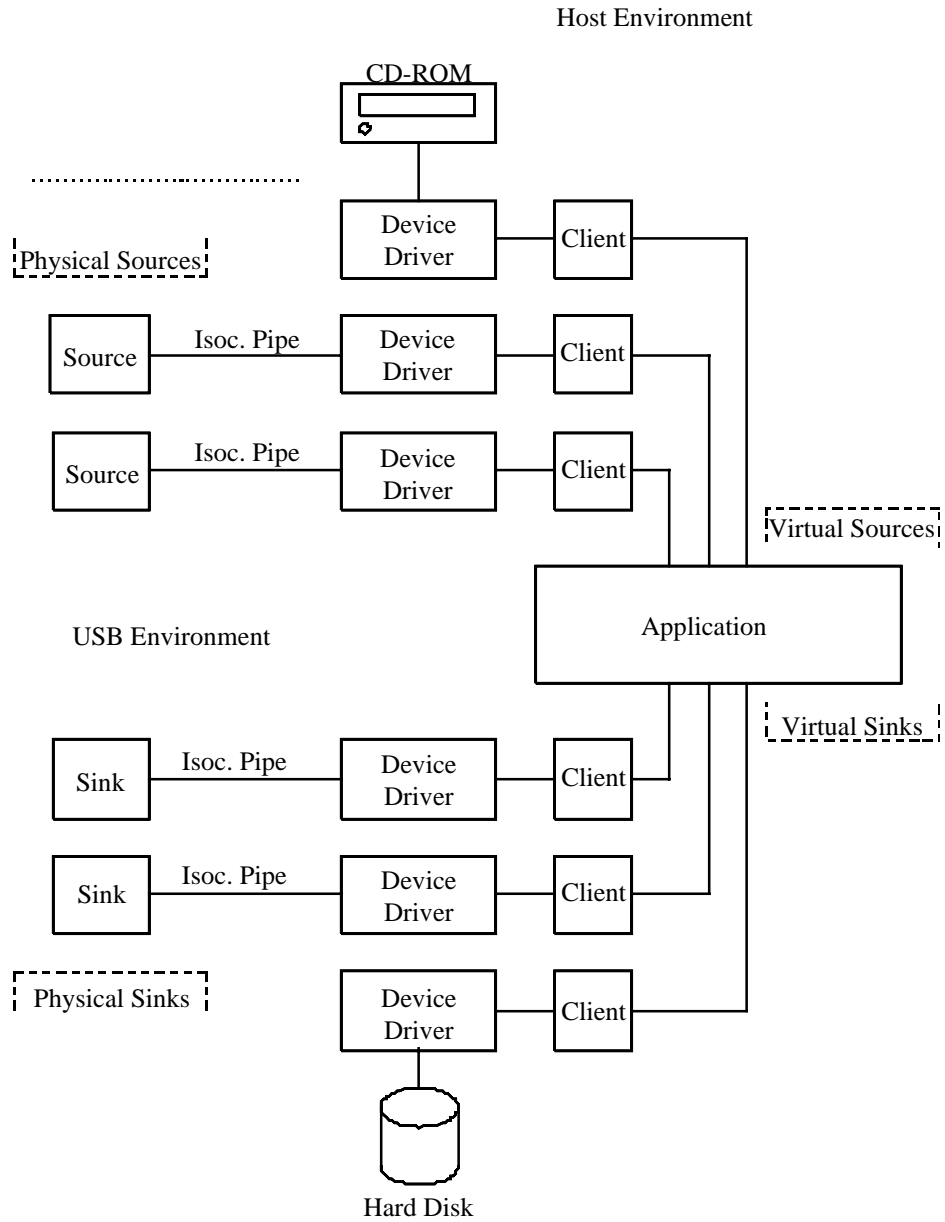 Host Environment
CD-ROM
Device
Driver
Client
Physical Sources
Source
Isoc. Pipe
Device
Driver
Client
Source
Isoc. Pipe
Device
Driver
Client
Virtual Sources
Application
USB Environment
Virtual Sinks
Sink
Isoc. Pipe
Device
Driver
Client
Sink
Isoc. Pipe
Device
Driver
Client
Physical Sinks
Device
Driver
Client
Hard Disk